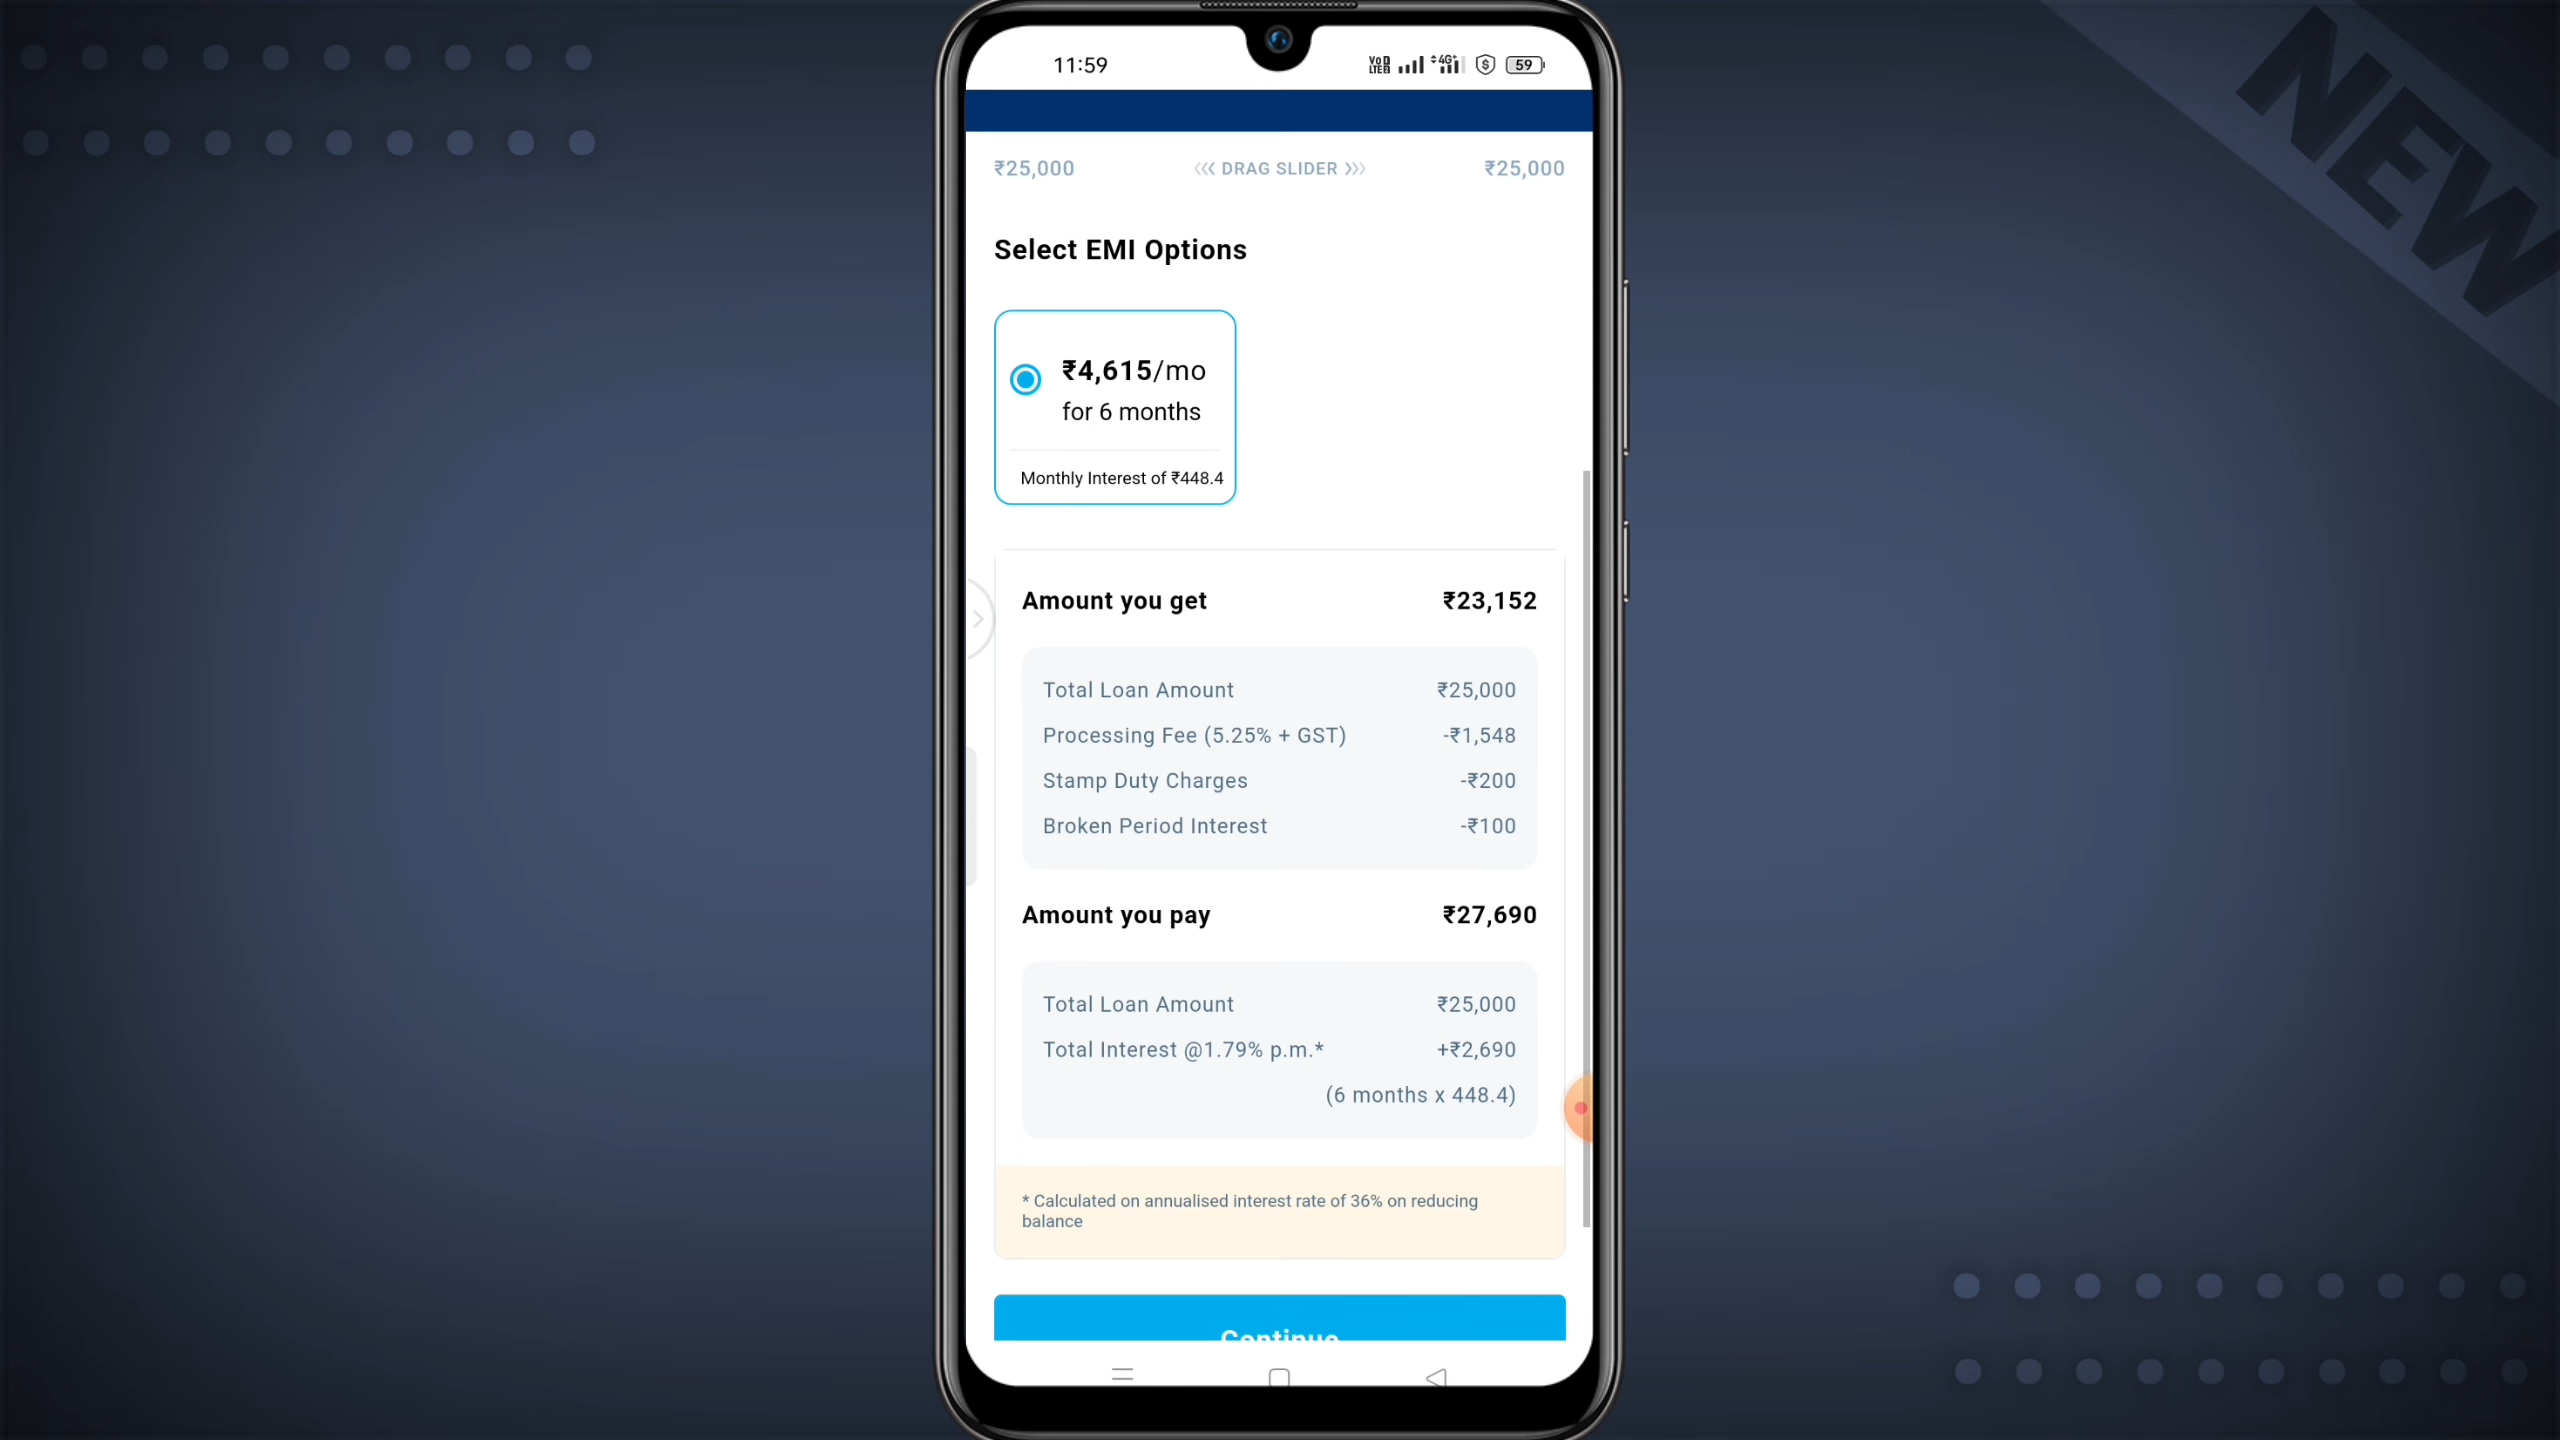 NEW
11:59
4G+
59
₹25,000 DRAG SLIDER ₹25,000
Select EMI Options
₹4,615/mo
for 6 months
Monthly Interest of ₹448.4
Amount you get ₹23,152
Total Loan Amount ₹25,000
Processing Fee (5.25% + GST) -₹1,548
Stamp Duty Charges -₹200
Broken Period Interest -₹100
Amount you pay ₹27,690
Total Loan Amount ₹25,000
Total Interest @1.79% p.m.* +₹2,690
(6 months x 448.4)
* Calculated on annualised interest rate of 36% on reducing
balance
Continue